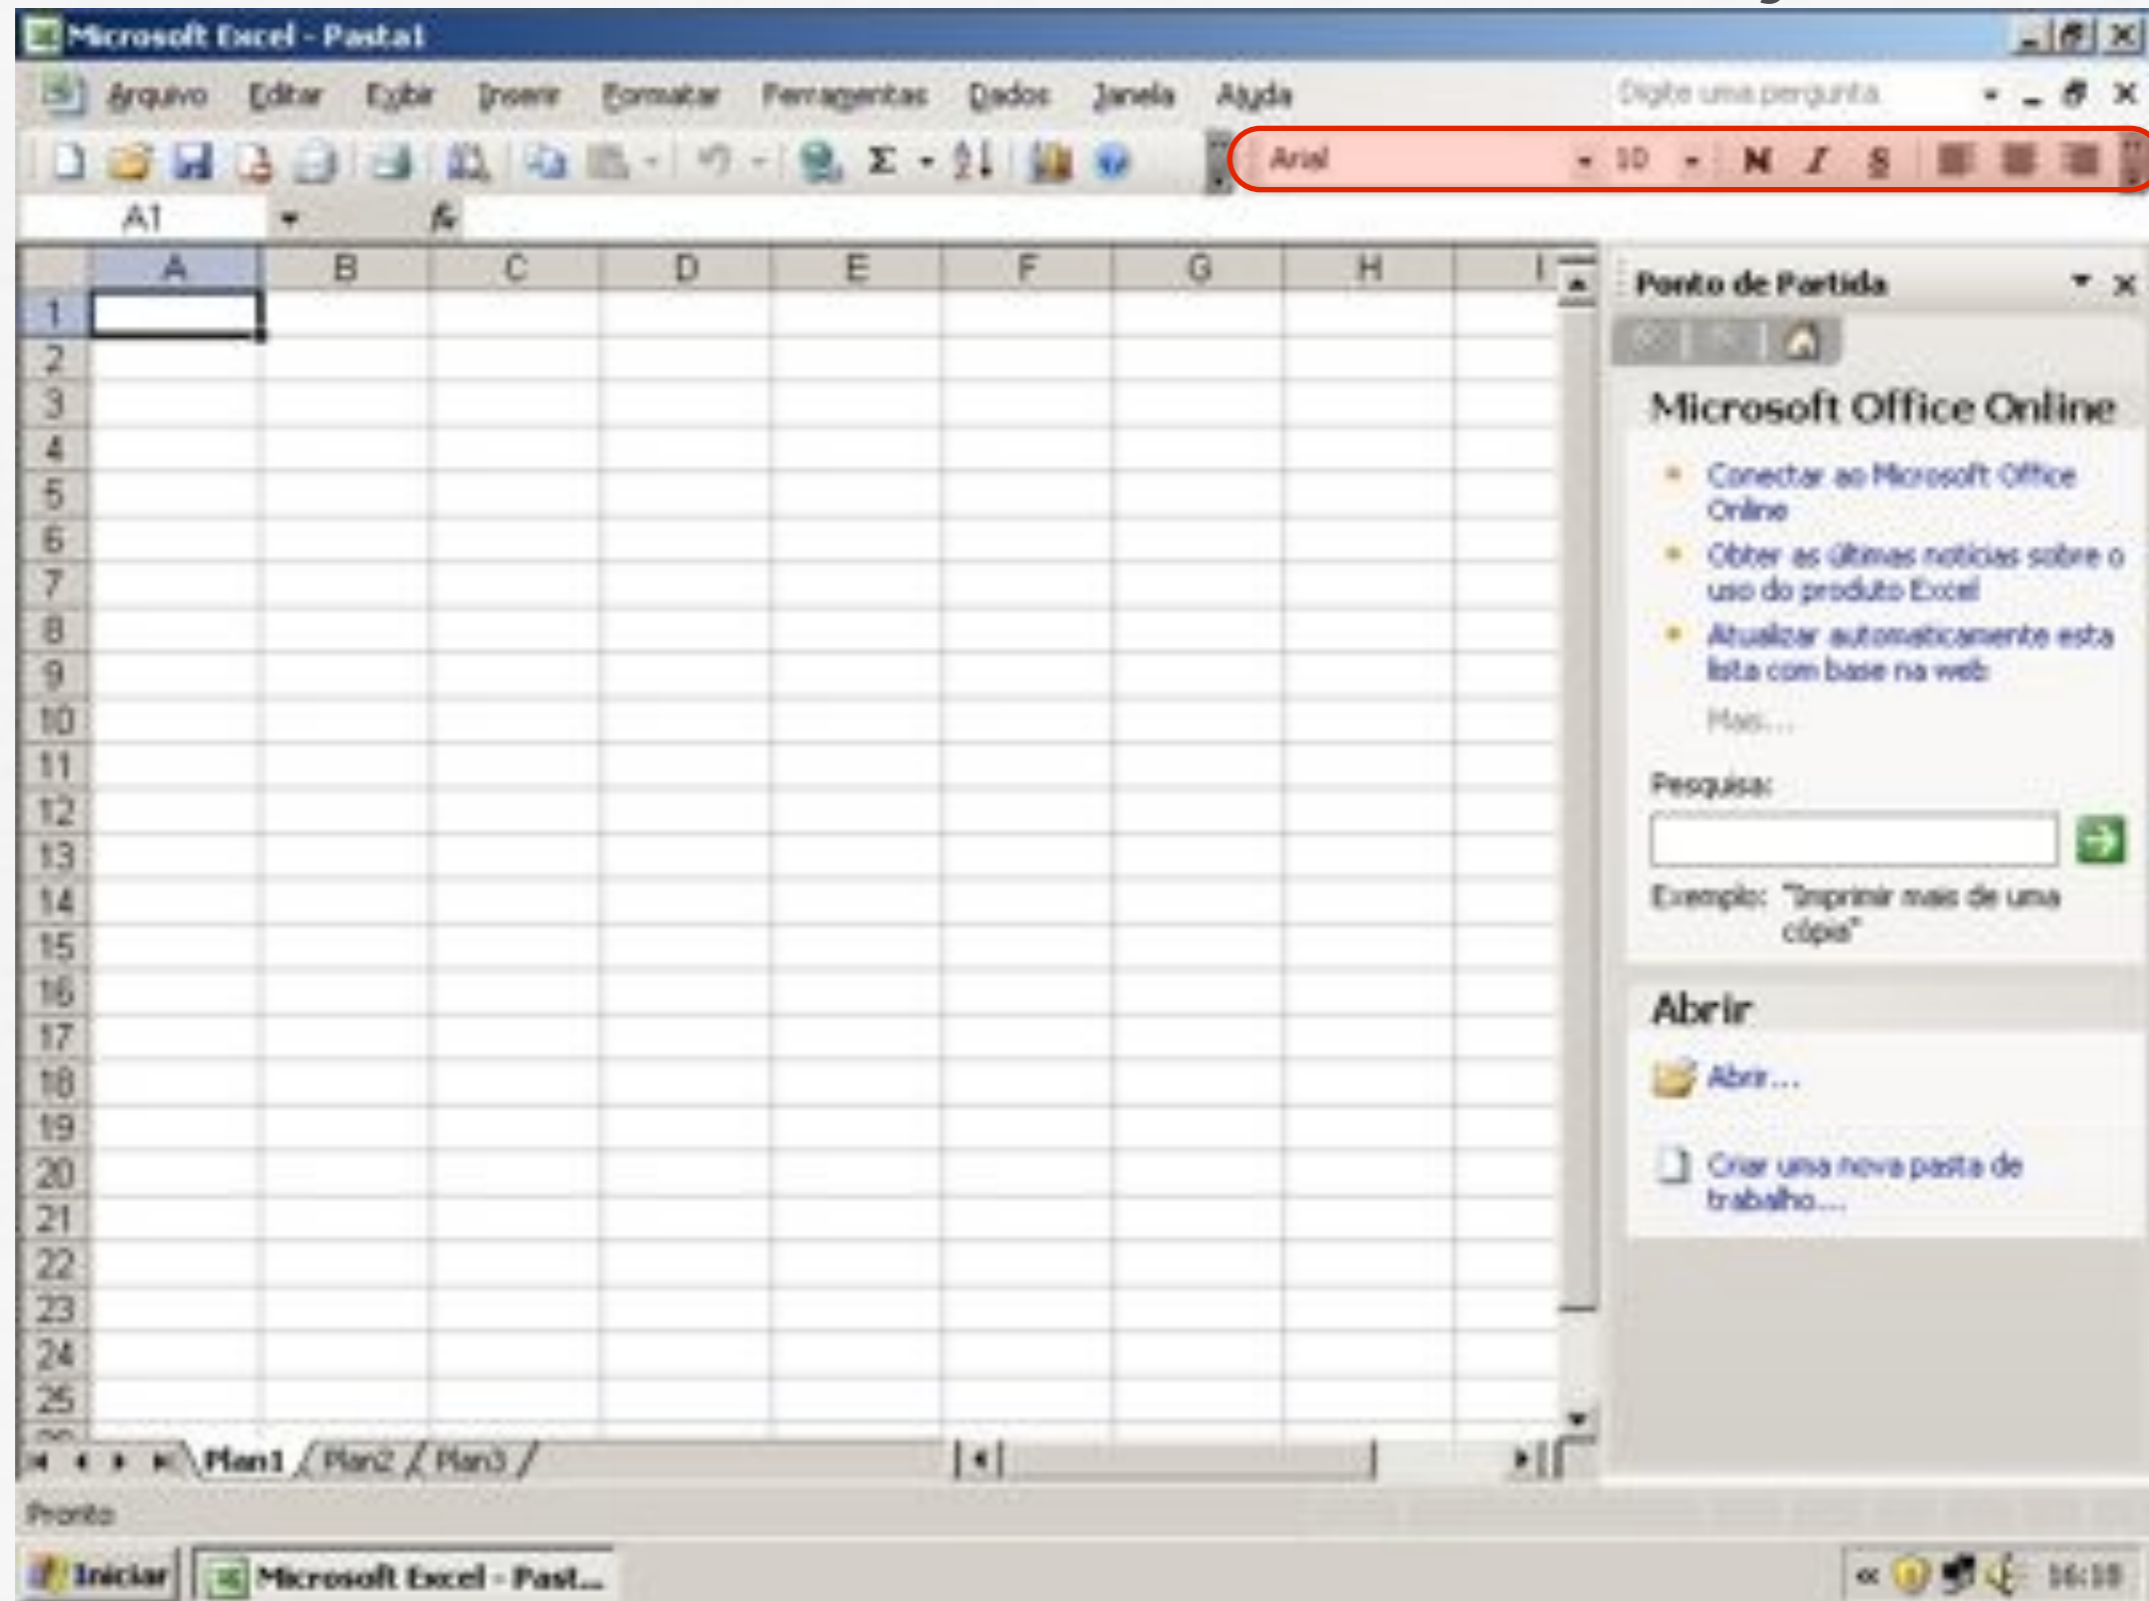 Microsoft Excel - Pasta1
Arquivo Editar Exibir Inserir Formatar Ferramentas Dados Janela Ajuda Digite uma pergunta
Σ Arial 10 N I S
A1 fx
A B C D E F G H I
1
2
3
4
5
6
7
8
9
10
11
12
13
14
15
16
17
18
19
20
21
22
23
24
25
Plan1 Plan2 Plan3
Pronto
Ponto de Partida
Microsoft Office Online
Conectar ao Microsoft Office
Online
Obter as últimas notícias sobre o
uso do produto Excel
Atualizar automaticamente esta
lista com base na web
Mais...
Pesquisa:
Exemplo: "Imprimir mais de uma
cópia"
Abrir
Abrir...
Criar uma nova pasta de
trabalho...
Iniciar Microsoft Excel - Past... « 16:18